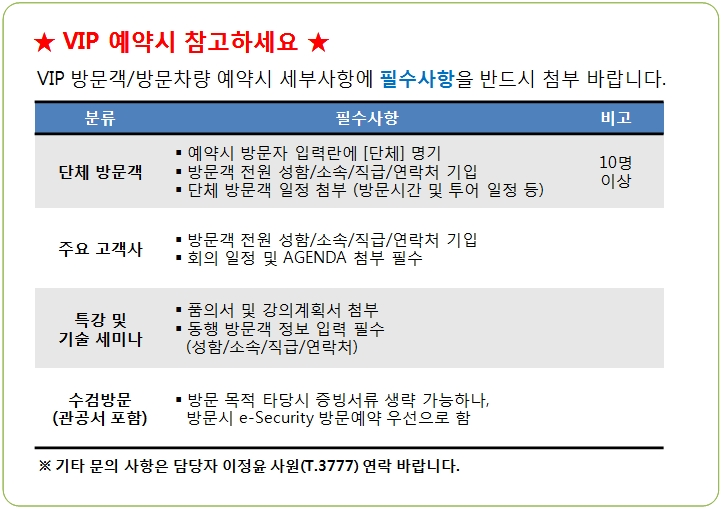 ★ VIP 예약시 참고하세요 ★
VIP 방문객/방문차량 예약시 세부사항에 필수사항을 반드시 첨부 바랍니다.
분류 필수사항 비고
단체 방문객
▪ 예약시 방문자 입력란에 [단체] 명기
▪ 방문객 전원 성함/소속/직급/연락처 기입
▪ 단체 방문객 일정 첨부 (방문시간 및 투어 일정 등)
10명
이상
주요 고객사
▪ 방문객 전원 성함/소속/직급/연락처 기입
▪ 회의 일정 및 AGENDA 첨부 필수
특강 및
기술 세미나
▪ 품의서 및 강의계획서 첨부
▪ 동행 방문객 정보 입력 필수
(성함/소속/직급/연락처)
수검방문
(관공서 포함)
▪ 방문 목적 타당시 증빙서류 생략 가능하나,
방문시 e-Security 방문예약 우선으로 함
※ 기타 문의 사항은 담당자 이정윤 사원(T.3777) 연락 바랍니다.